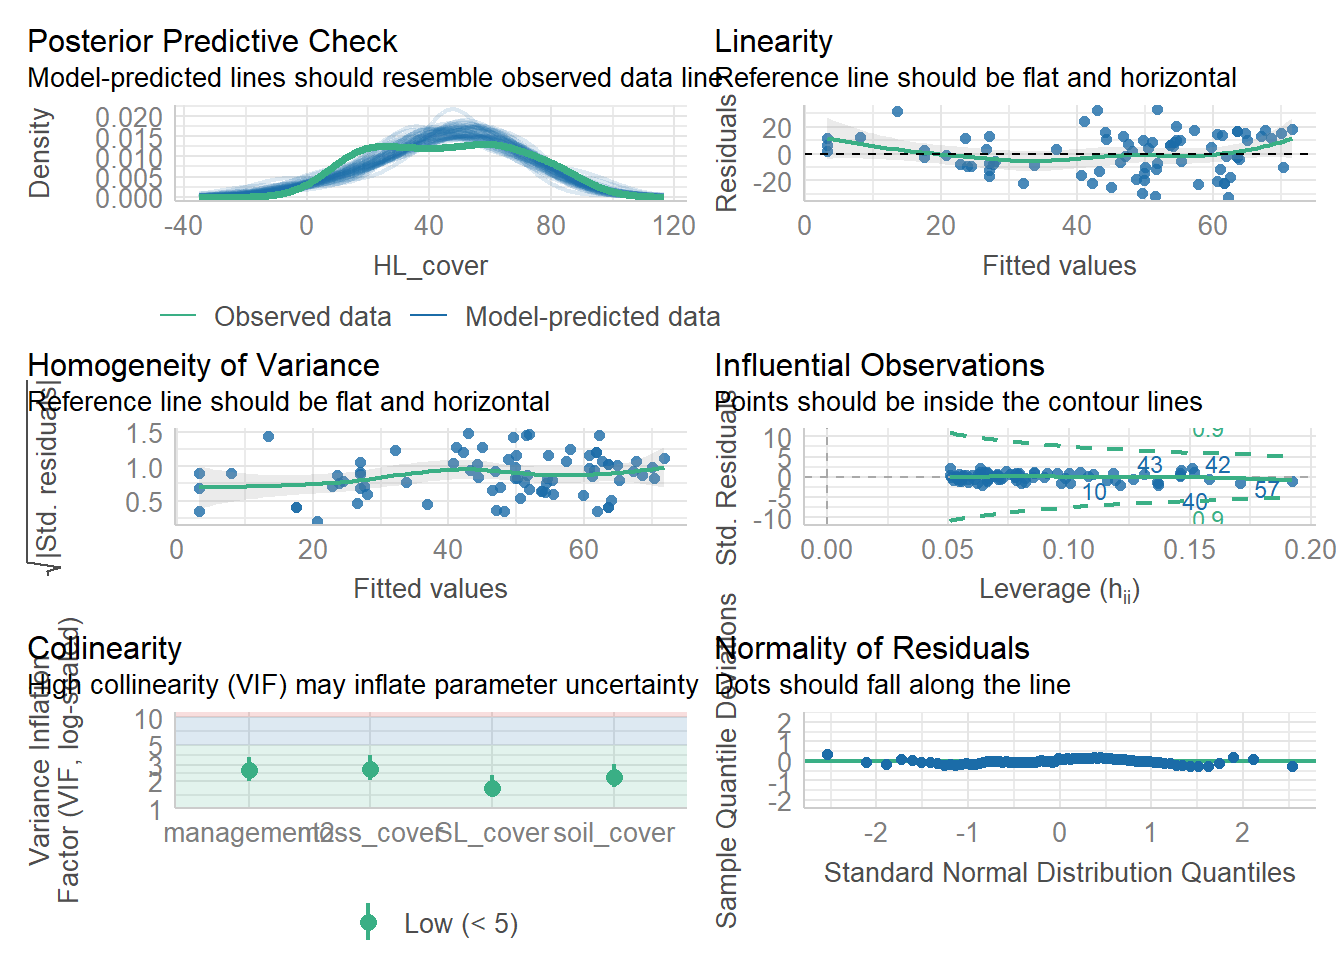 Posterior Predictive Check
Model-predicted lines should resemble observed data line
Density
0.020
0.015
0.010
0.005
0.000
-40 0 40 80 120
HL_cover
Observed data Model-predicted data
Linearity
Reference line should be flat and horizontal
Residuals
20
0
-20
0 20 40 60
Fitted values
Homogeneity of Variance
Reference line should be flat and horizontal
√|Std. residuals|
1.5
1.0
0.5
0 20 40 60
Fitted values
Influential Observations
Points should be inside the contour lines
Std. Residuals
10
5
0
-5
-10
0.9
43 42
10 40 57
0.9
0.00 0.05 0.10 0.15 0.20
Leverage (hii)
Collinearity
High collinearity (VIF) may inflate parameter uncertainty
Variance Inflation
Factor (VIF, log-scaled)
10
5
3
2
1
management2 moss_cover SL_cover soil_cover
Low (< 5)
Normality of Residuals
Dots should fall along the line
Sample Quantile Deviations
2
1
0
-1
-2
-2 -1 0 1 2
Standard Normal Distribution Quantiles